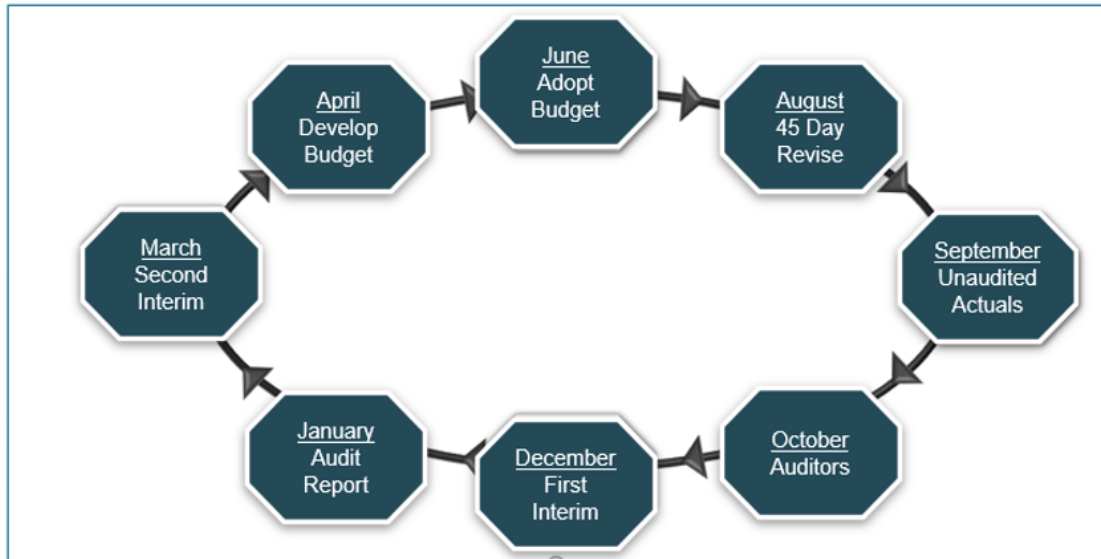 June
Adopt
Budget
August
45 Day
Revise
September
Unaudited
Actuals
October
Auditors
December
First
Interim
January
Audit
Report
March
Second
Interim
April
Develop
Budget